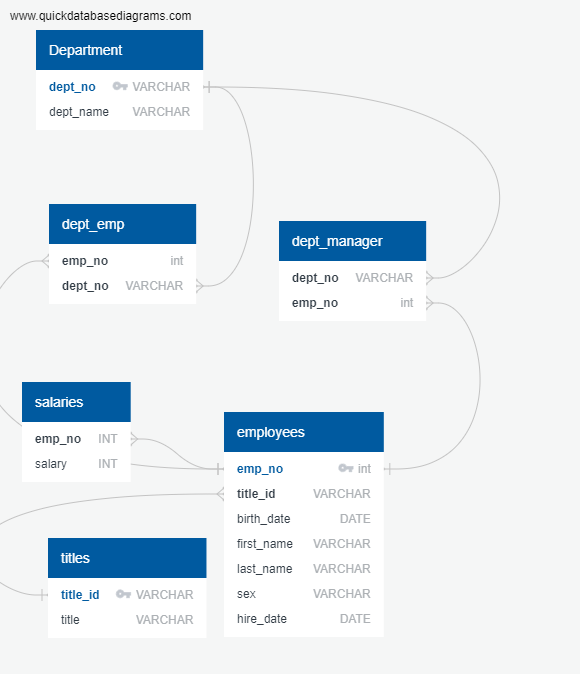 www.quickdatabasediagrams.com
Department
dept_no VARCHAR
dept_name VARCHAR
dept_emp
emp_no int
dept_no VARCHAR
dept_manager
dept_no VARCHAR
emp_no int
salaries
emp_no INT
salary INT
employees
emp_no int
title_id VARCHAR
birth_date DATE
first_name VARCHAR
last_name VARCHAR
sex VARCHAR
hire_date DATE
titles
title_id VARCHAR
title VARCHAR